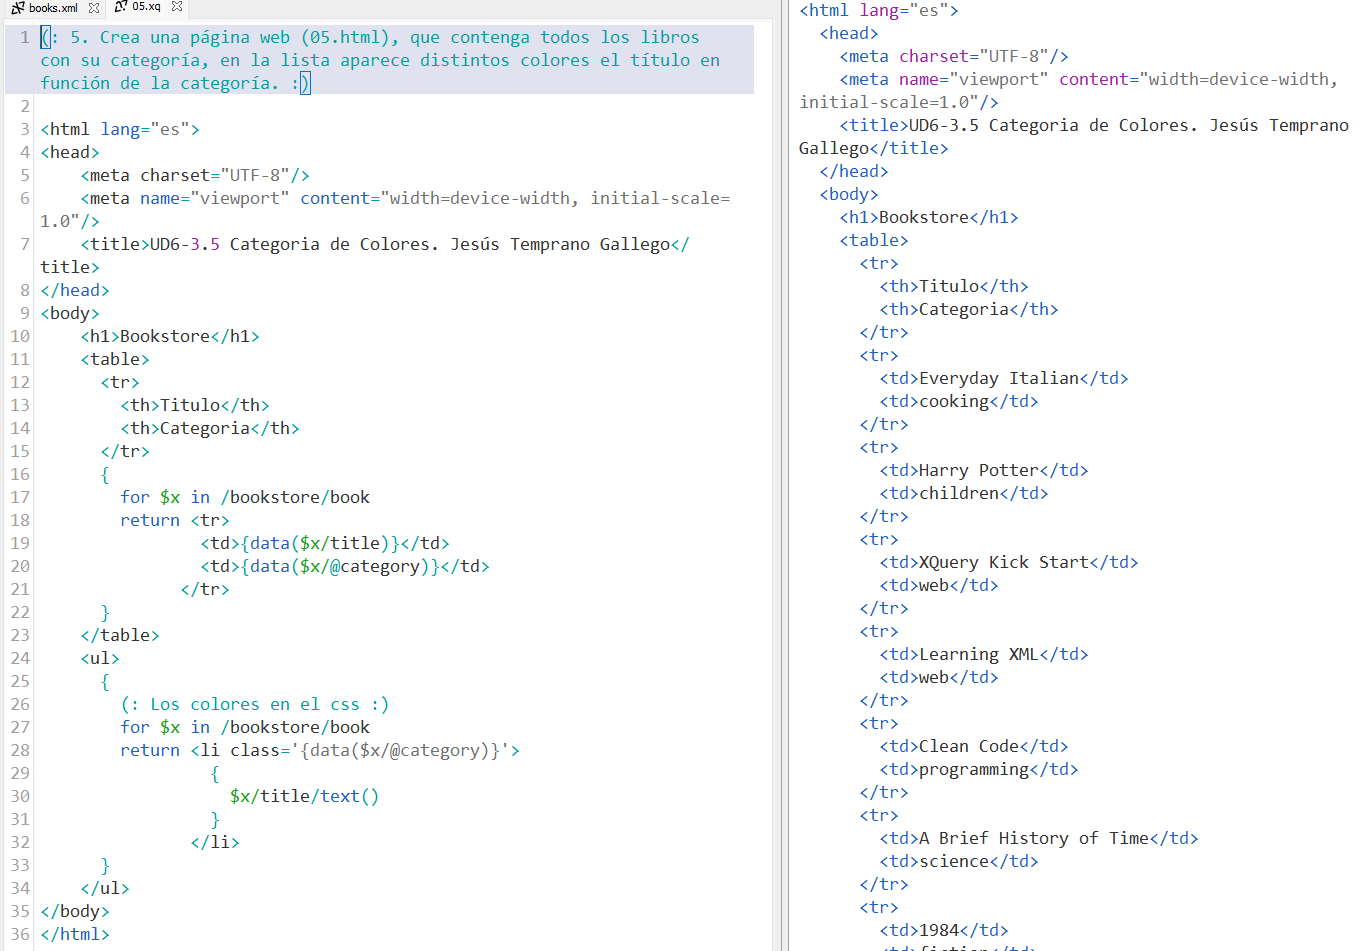 books.xml
05.xq
1 (: 5. Crea una página web (05.html), que contenga todos los libros
con su categoría, en la lista aparece distintos colores el título en
función de la categoría. :)
2
3 <html lang="es">
4 <head>
5 <meta charset="UTF-8"/>
6 <meta name="viewport" content="width=device-width, initial-scale=
1.0"/>
7 <title>UD6-3.5 Categoria de Colores. Jesús Temprano Gallego</
title>
8 </head>
9 <body>
10 <h1>Bookstore</h1>
11 <table>
12 <tr>
13 <th>Titulo</th>
14 <th>Categoria</th>
15 </tr>
16 {
17 for $x in /bookstore/book
18 return <tr>
19 <td>{data($x/title)}</td>
20 <td>{data($x/@category)}</td>
21 </tr>
22 }
23 </table>
24 <ul>
25 {
26 (: Los colores en el css :)
27 for $x in /bookstore/book
28 return <li class='{data($x/@category)}'>
29 {
30 $x/title/text()
31 }
32 </li>
33 }
34 </ul>
35 </body>
36 </html>
<html lang="es">
<head>
<meta charset="UTF-8"/>
<meta name="viewport" content="width=device-width,
initial-scale=1.0"/>
<title>UD6-3.5 Categoria de Colores. Jesús Temprano
Gallego</title>
</head>
<body>
<h1>Bookstore</h1>
<table>
<tr>
<th>Titulo</th>
<th>Categoria</th>
</tr>
<tr>
<td>Everyday Italian</td>
<td>cooking</td>
</tr>
<tr>
<td>Harry Potter</td>
<td>children</td>
</tr>
<tr>
<td>XQuery Kick Start</td>
<td>web</td>
</tr>
<tr>
<td>Learning XML</td>
<td>web</td>
</tr>
<tr>
<td>Clean Code</td>
<td>programming</td>
</tr>
<tr>
<td>A Brief History of Time</td>
<td>science</td>
</tr>
<tr>
<td>1984</td>
<td>fiction</td>